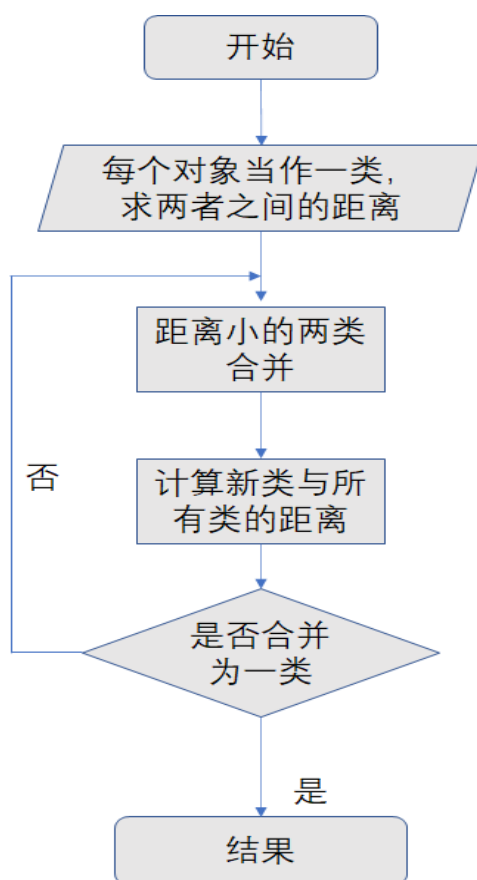 开始
每个对象当作一类,
求两者之间的距离
距离小的两类
合并
否
计算新类与所
有类的距离
是否合并
为一类
是
结果